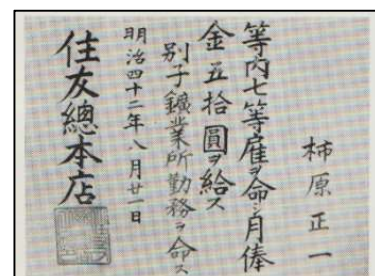 柿原正一
等内七等雇ヲ命シ月俸
金五拾圓ヲ給ス
別子鑛業所勤務ヲ命ス
明治四十二年八月廿一日
住友總本店